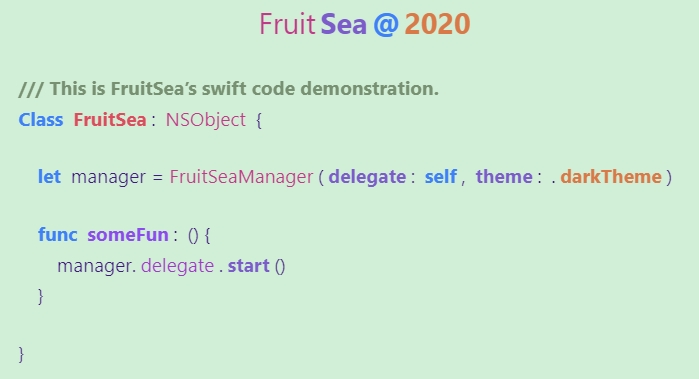 Fruit Sea @ 2020
/// This is FruitSea’s swift code demonstration.
Class FruitSea : NSObject {
let manager = FruitSeaManager ( delegate : self , theme : . darkTheme )
func someFun : () {
manager. delegate . start ()
}
}